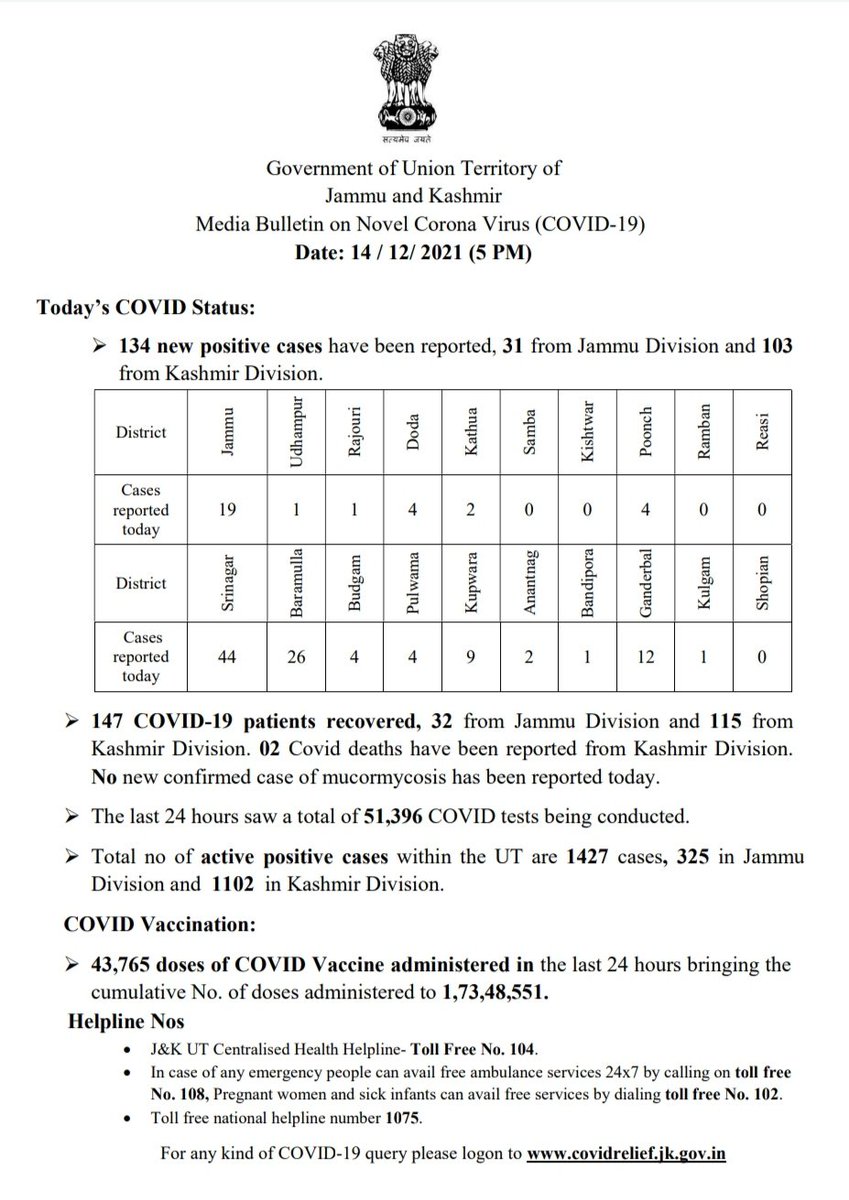 सत्यमेव जयते
Government of Union Territory of
Jammu and Kashmir
Media Bulletin on Novel Corona Virus (COVID-19)
Date: 14 / 12/ 2021 (5 PM)
Today’s COVID Status:
➢ 134 new positive cases have been reported, 31 from Jammu Division and 103
from Kashmir Division.
District Jammu Udhampur Rajouri Doda Kathua Samba Kishtwar Poonch Ramban Reasi
Cases
reported
today 19 1 1 4 2 0 0 4 0 0
District Srinagar Baramulla Budgam Pulwama Kupwara Anantnag Bandipora Ganderbal Kulgam Shopian
Cases
reported
today 44 26 4 4 9 2 1 12 1 0
➢ 147 COVID-19 patients recovered, 32 from Jammu Division and 115 from
Kashmir Division. 02 Covid deaths have been reported from Kashmir Division.
No new confirmed case of mucormycosis has been reported today.
➢ The last 24 hours saw a total of 51,396 COVID tests being conducted.
➢ Total no of active positive cases within the UT are 1427 cases, 325 in Jammu
Division and 1102 in Kashmir Division.
COVID Vaccination:
➢ 43,765 doses of COVID Vaccine administered in the last 24 hours bringing the
cumulative No. of doses administered to 1,73,48,551.
Helpline Nos
• J&K UT Centralised Health Helpline- Toll Free No. 104.
• In case of any emergency people can avail free ambulance services 24x7 by calling on toll free
No. 108, Pregnant women and sick infants can avail free services by dialing toll free No. 102.
• Toll free national helpline number 1075.
For any kind of COVID-19 query please logon to www.covidrelief.jk.gov.in